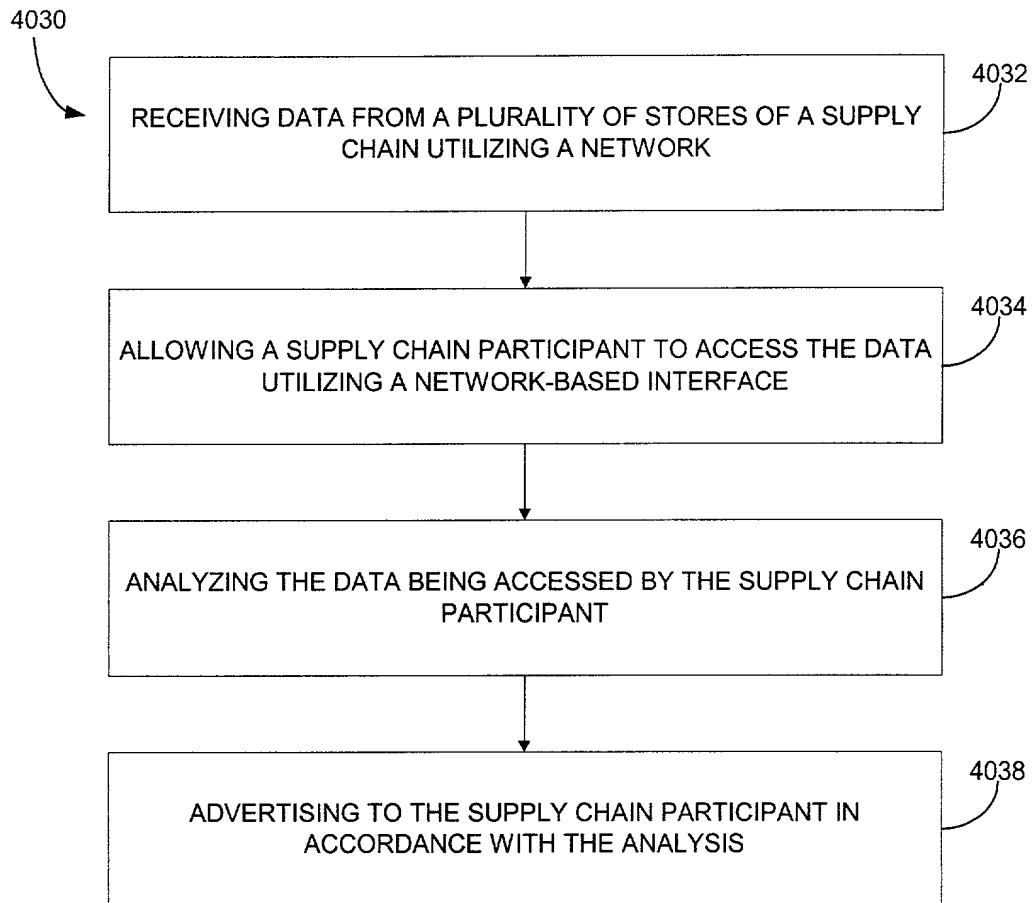 4030
4032
RECEIVING DATA FROM A PLURALITY OF STORES OF A SUPPLY
CHAIN UTILIZING A NETWORK
4034
ALLOWING A SUPPLY CHAIN PARTICIPANT TO ACCESS THE DATA
UTILIZING A NETWORK-BASED INTERFACE
4036
ANALYZING THE DATA BEING ACCESSED BY THE SUPPLY CHAIN
PARTICIPANT
4038
ADVERTISING TO THE SUPPLY CHAIN PARTICIPANT IN
ACCORDANCE WITH THE ANALYSIS